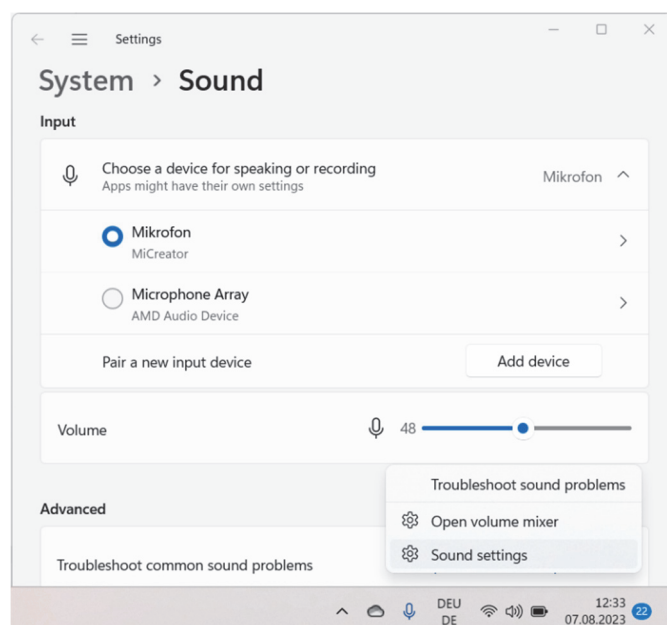 Settings
System > Sound
Input
Choose a device for speaking or recording
Apps might have their own settings
Mikrofon
Mikrofon
MiCreator
Microphone Array
AMD Audio Device
Pair a new input device
Add device
Volume
48
Troubleshoot sound problems
Advanced
Open volume mixer
Sound settings
Troubleshoot common sound problems
DEU
DE
12:33
07.08.2023
22